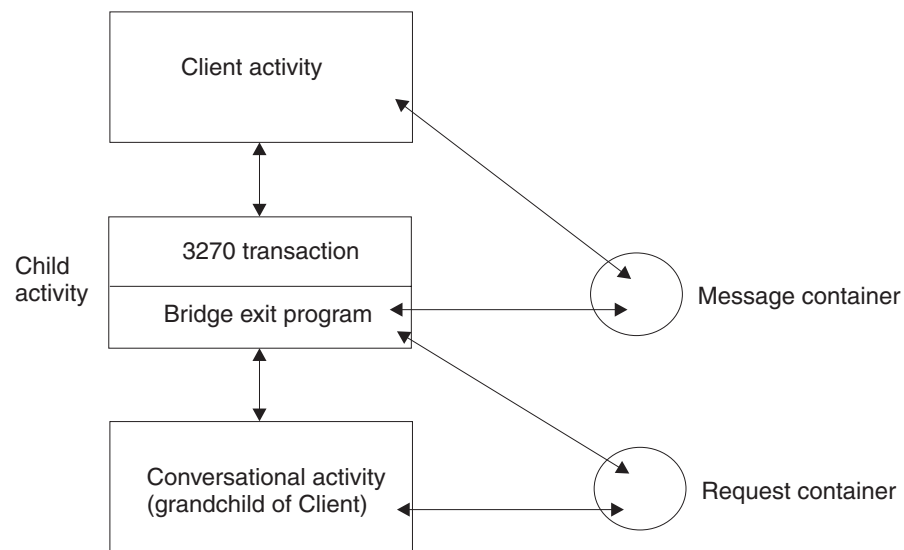 Client activity
3270 transaction
Child
activity
Bridge exit program
Message container
Conversational activity
(grandchild of Client)
Request container